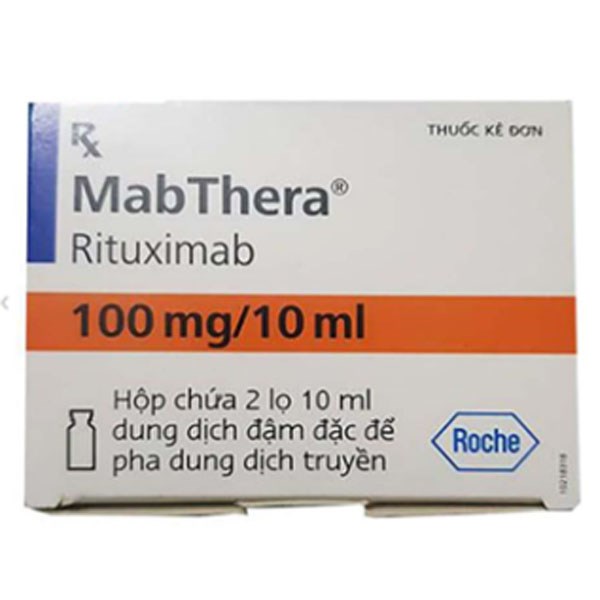 Rx
THUỐC KÊ ĐƠN
MabThera®
Rituximab
100 mg/10 ml
Hộp chứa 2 lọ 10 ml
dung dịch đậm đặc để
pha dung dịch truyền
Roche